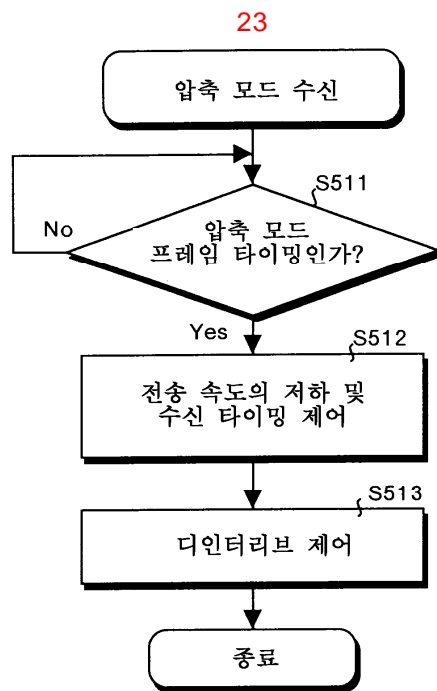 23
압축 모드 수신
S511
압축 모드
프레임 타이밍인가?
No
Yes
S512
전송 속도의 저하 및
수신 타이밍 제어
S513
디인터리브 제어
종료